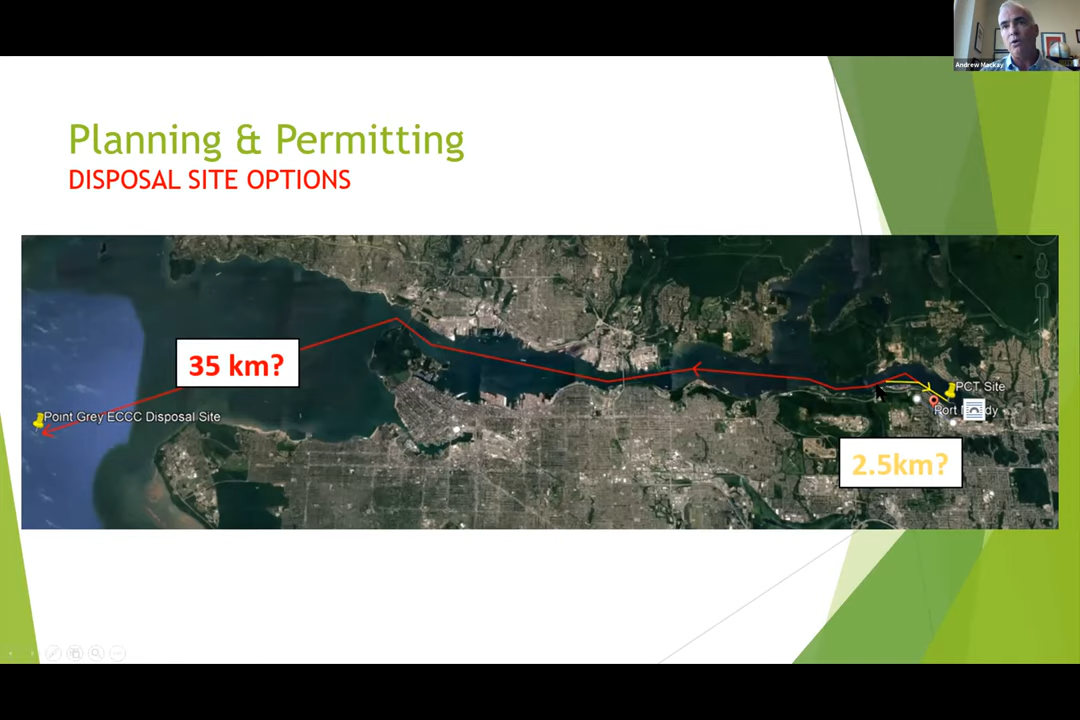 Andrew Mackay
Planning & Permitting
DISPOSAL SITE OPTIONS
35 km?
Point Grey ECCC Disposal Site
PCT Site
Port
2.5km?